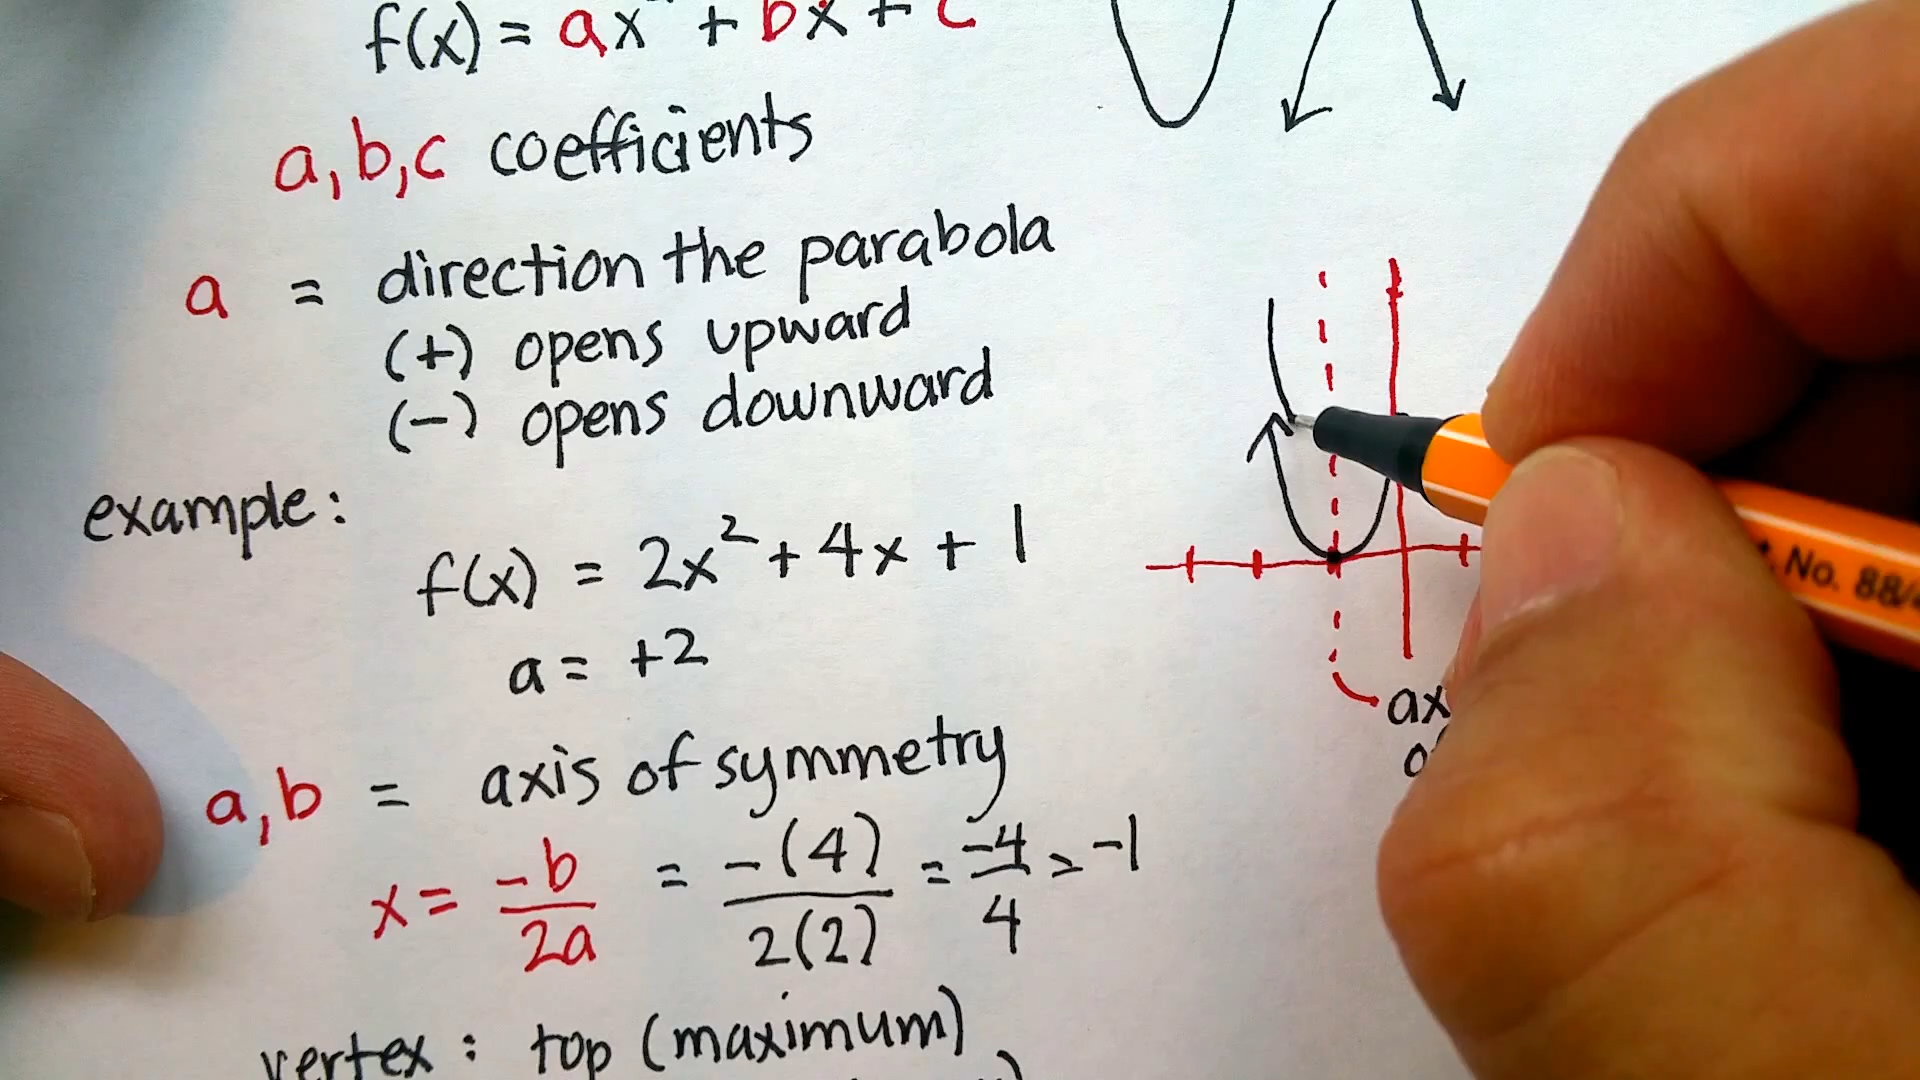 f(x) = ax² + bx + c
a,b,c coefficients
a = direction the parabola
(+) opens upward
(-) opens downward
example:
f(x) = 2x² + 4x + 1
a = +2
a,b = axis of symmetry
x = -b/2a = -(4)/2(2) = -4/4 = -1
vertex: top (maximum)
ax
No. 88/